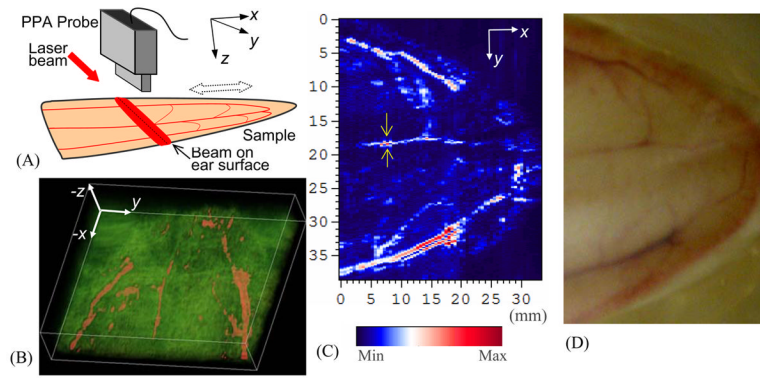 PPA Probe
x
y
z
Laser
beam
Sample
(A)
Beam on
ear surface
-z
y
-x
(B)
0
5
10
15
20
25
30
35
x
y
0 5 10 15 20 25 30
(mm)
(C)
Min Max
(D)